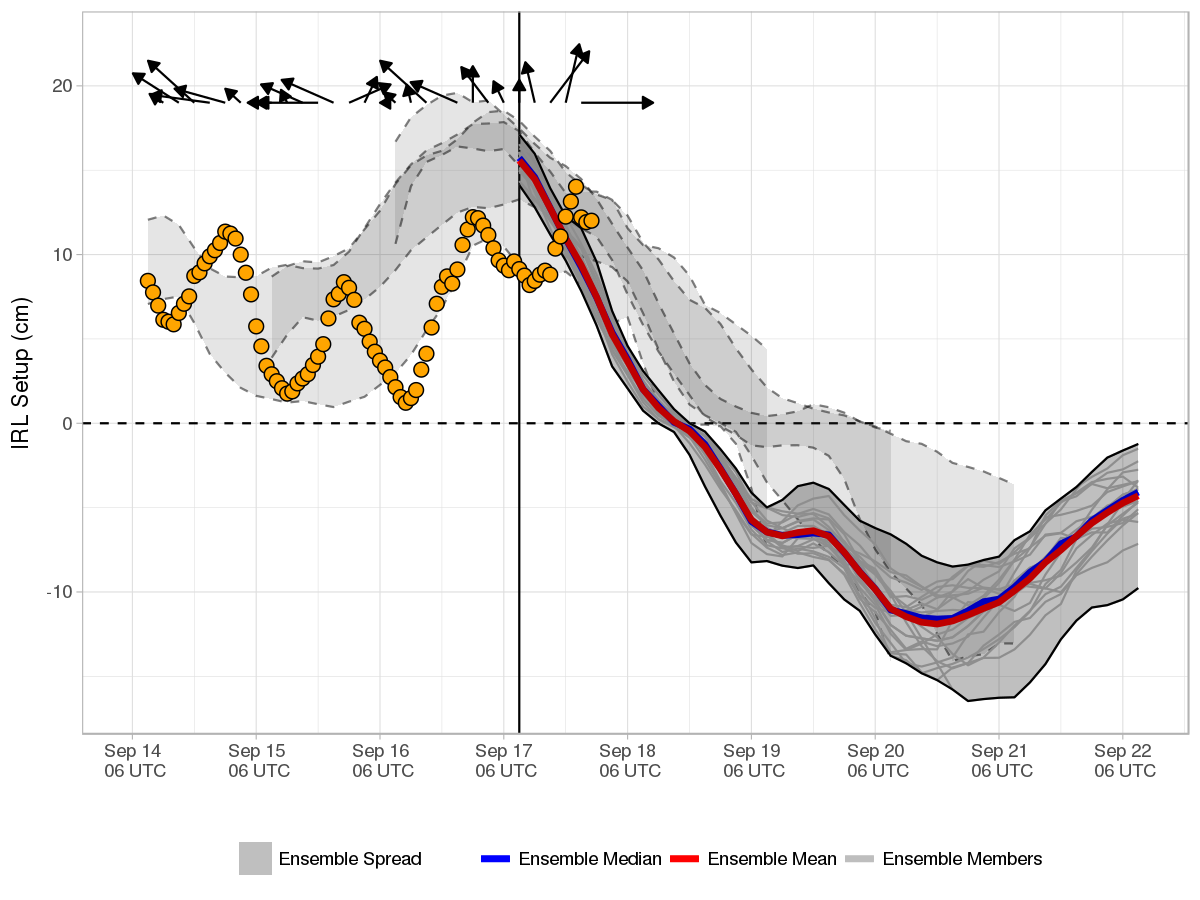 20
10
0
-10
IRL Setup (cm)
Sep 14 Sep 15 Sep 16 Sep 17 Sep 18 Sep 19 Sep 20 Sep 21 Sep 22
06 UTC 06 UTC 06 UTC 06 UTC 06 UTC 06 UTC 06 UTC 06 UTC 06 UTC
Ensemble Spread Ensemble Median Ensemble Mean Ensemble Members